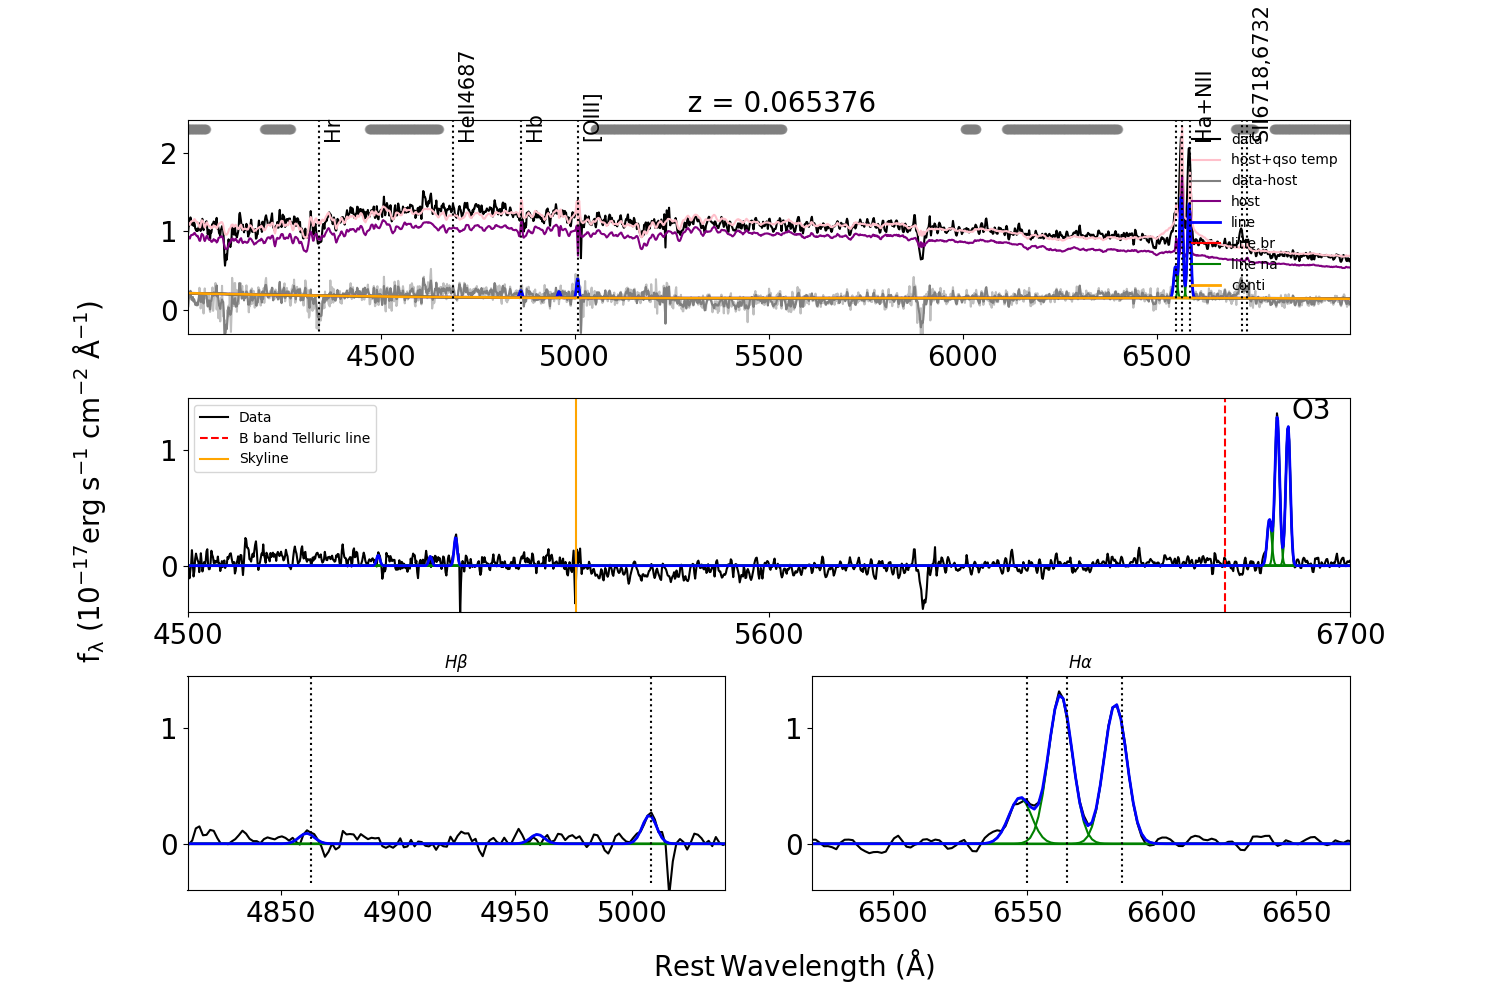 z = 0.065376
Hr
HeII4687
Hb
[OIII]
Ha+NII
SII6718,6732
data
host+qso temp
data-host
host
line
line br
line na
conti
2
1
0
4500
5000
5500
6000
6500
Data
B band Telluric line
Skyline
O3
1
0
4500
5600
6700
fλ (10−17erg s−1 cm−2 Å−1)
Hβ
1
0
4850
4900
4950
5000
Hα
1
0
6500
6550
6600
6650
Rest Wavelength (Å)